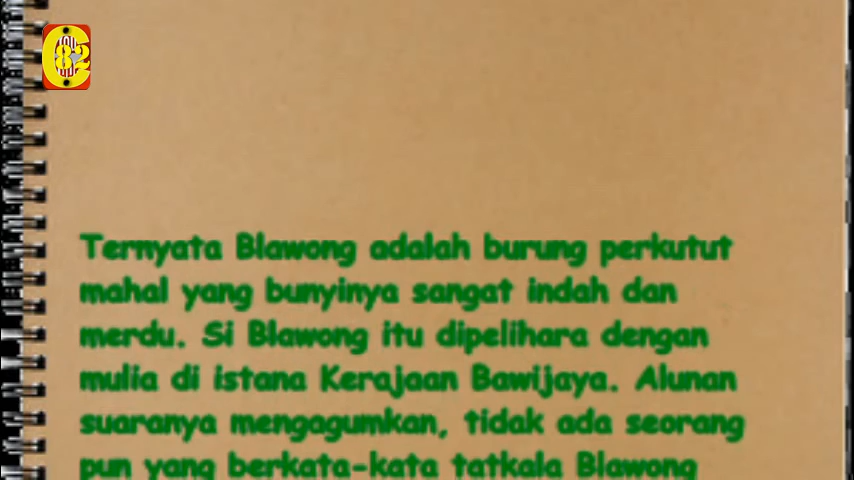 C82
Ternyata Blawong adalah burung perkutut
mahal yang bunyinya sangat indah dan
merdu. Si Blawong itu dipelihara dengan
mulia di istana Kerajaan Bawijaya. Alunan
suaranya mengagumkan, tidak ada seorang
pun yang berkata-kata tatkala Blawong